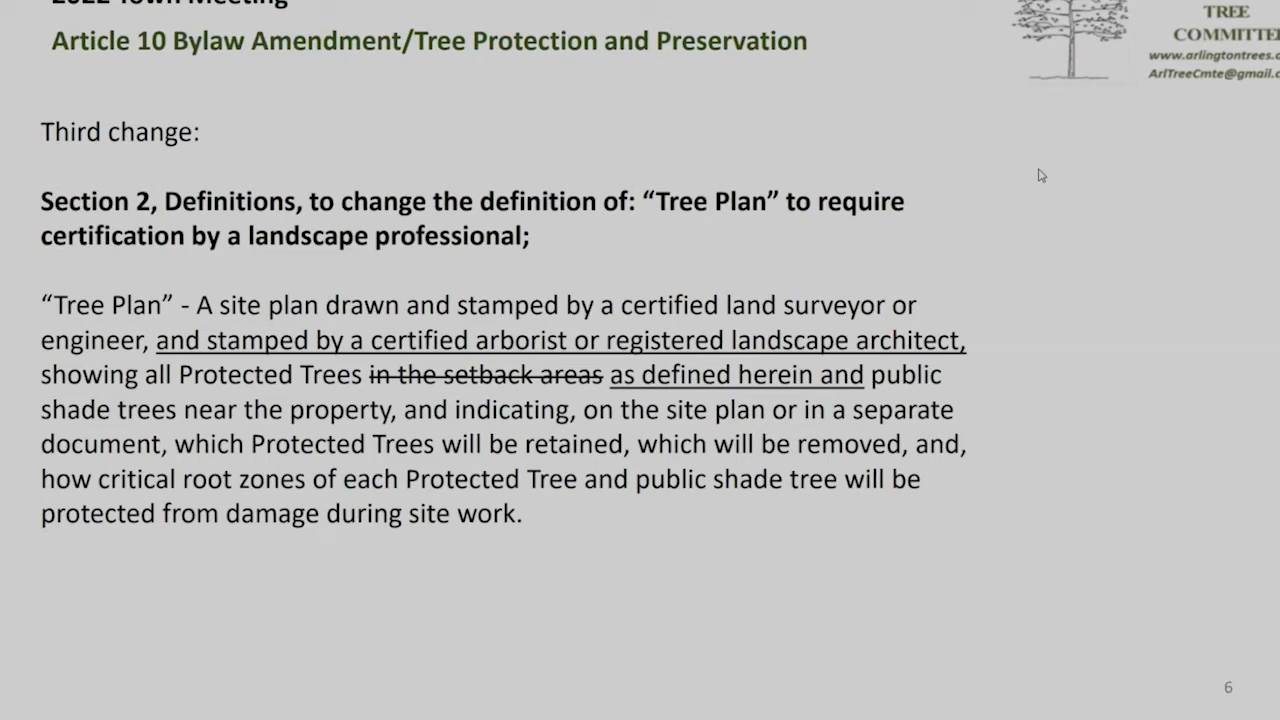 2022 Town Meeting
Article 10 Bylaw Amendment/Tree Protection and Preservation
TREE
www.arlingtontrees.
ArlTreeCmte@gmail.
Third change:
Section 2, Definitions, to change the definition of: “Tree Plan” to require
certification by a landscape professional;
“Tree Plan” - A site plan drawn and stamped by a certified land surveyor or
engineer, and stamped by a certified arborist or registered landscape architect,
showing all Protected Trees in the setback areas as defined herein and public
shade trees near the property, and indicating, on the site plan or in a separate
document, which Protected Trees will be retained, which will be removed, and,
how critical root zones of each Protected Tree and public shade tree will be
protected from damage during site work.
6